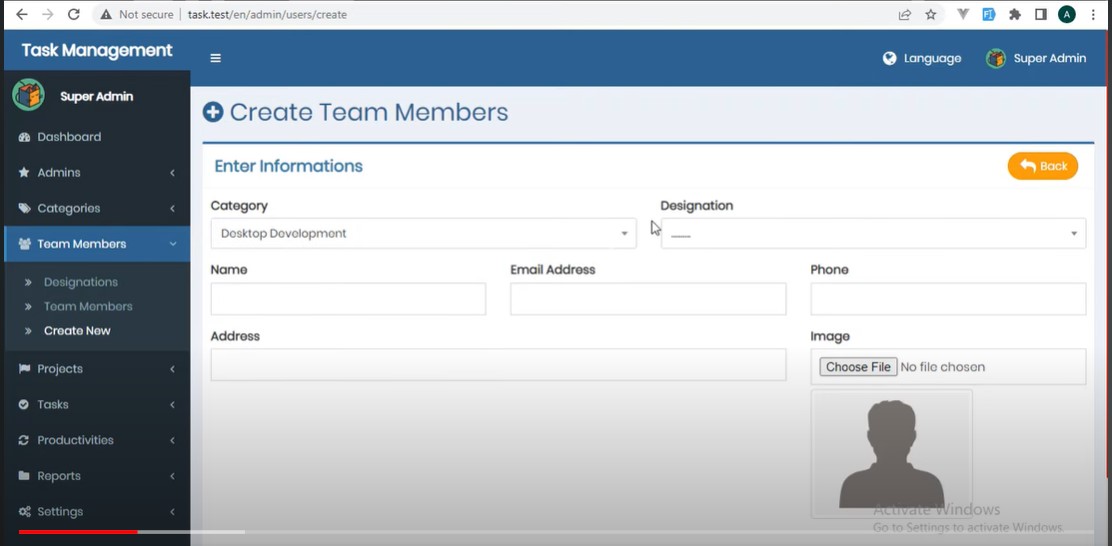 Not secure | task.test/en/admin/users/create
A
Task Management
Language
Super Admin
Super Admin
Dashboard
Admins
Categories
Team Members
Designations
Team Members
Create New
Projects
Tasks
Productivities
Reports
Settings
Create Team Members
Enter Informations
Back
Category
Designation
Desktop Development
___
Name
Email Address
Phone
Address
Image
Choose File No file chosen
Activate Windows
Go to Settings to activate Windows.